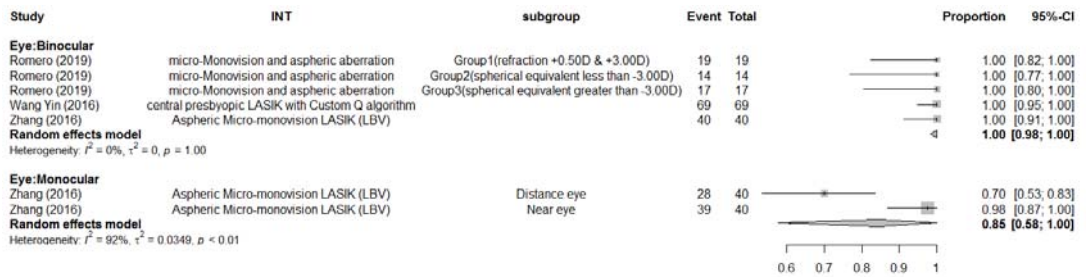 Study INT subgroup Event Total Proportion 95%-CI
Eye:Binocular
Romero (2019) micro-Monovision and aspheric aberration Group1(refraction +0.50D & +3.00D) 19 19 1.00 [0.82; 1.00]
Romero (2019) micro-Monovision and aspheric aberration Group2(spherical equivalent less than -3.00D) 14 14 1.00 [0.77; 1.00]
Romero (2019) micro-Monovision and aspheric aberration Group3(spherical equivalent greater than -3.00D) 17 17 1.00 [0.80; 1.00]
Wang Yin (2016) central presbyopic LASIK with Custom Q algorithm 69 69 1.00 [0.95; 1.00]
Zhang (2016) Aspheric Micro-monovision LASIK (LBV) 40 40 1.00 [0.91; 1.00]
Random effects model 1.00 [0.98; 1.00]
Heterogeneity: I² = 0%, τ² = 0, p = 1.00
Eye:Monocular
Zhang (2016) Aspheric Micro-monovision LASIK (LBV) Distance eye 28 40 0.70 [0.53; 0.83]
Zhang (2016) Aspheric Micro-monovision LASIK (LBV) Near eye 39 40 0.98 [0.87; 1.00]
Random effects model 0.85 [0.58; 1.00]
Heterogeneity: I² = 92%, τ² = 0.0349, p < 0.01
0.6 0.7 0.8 0.9 1